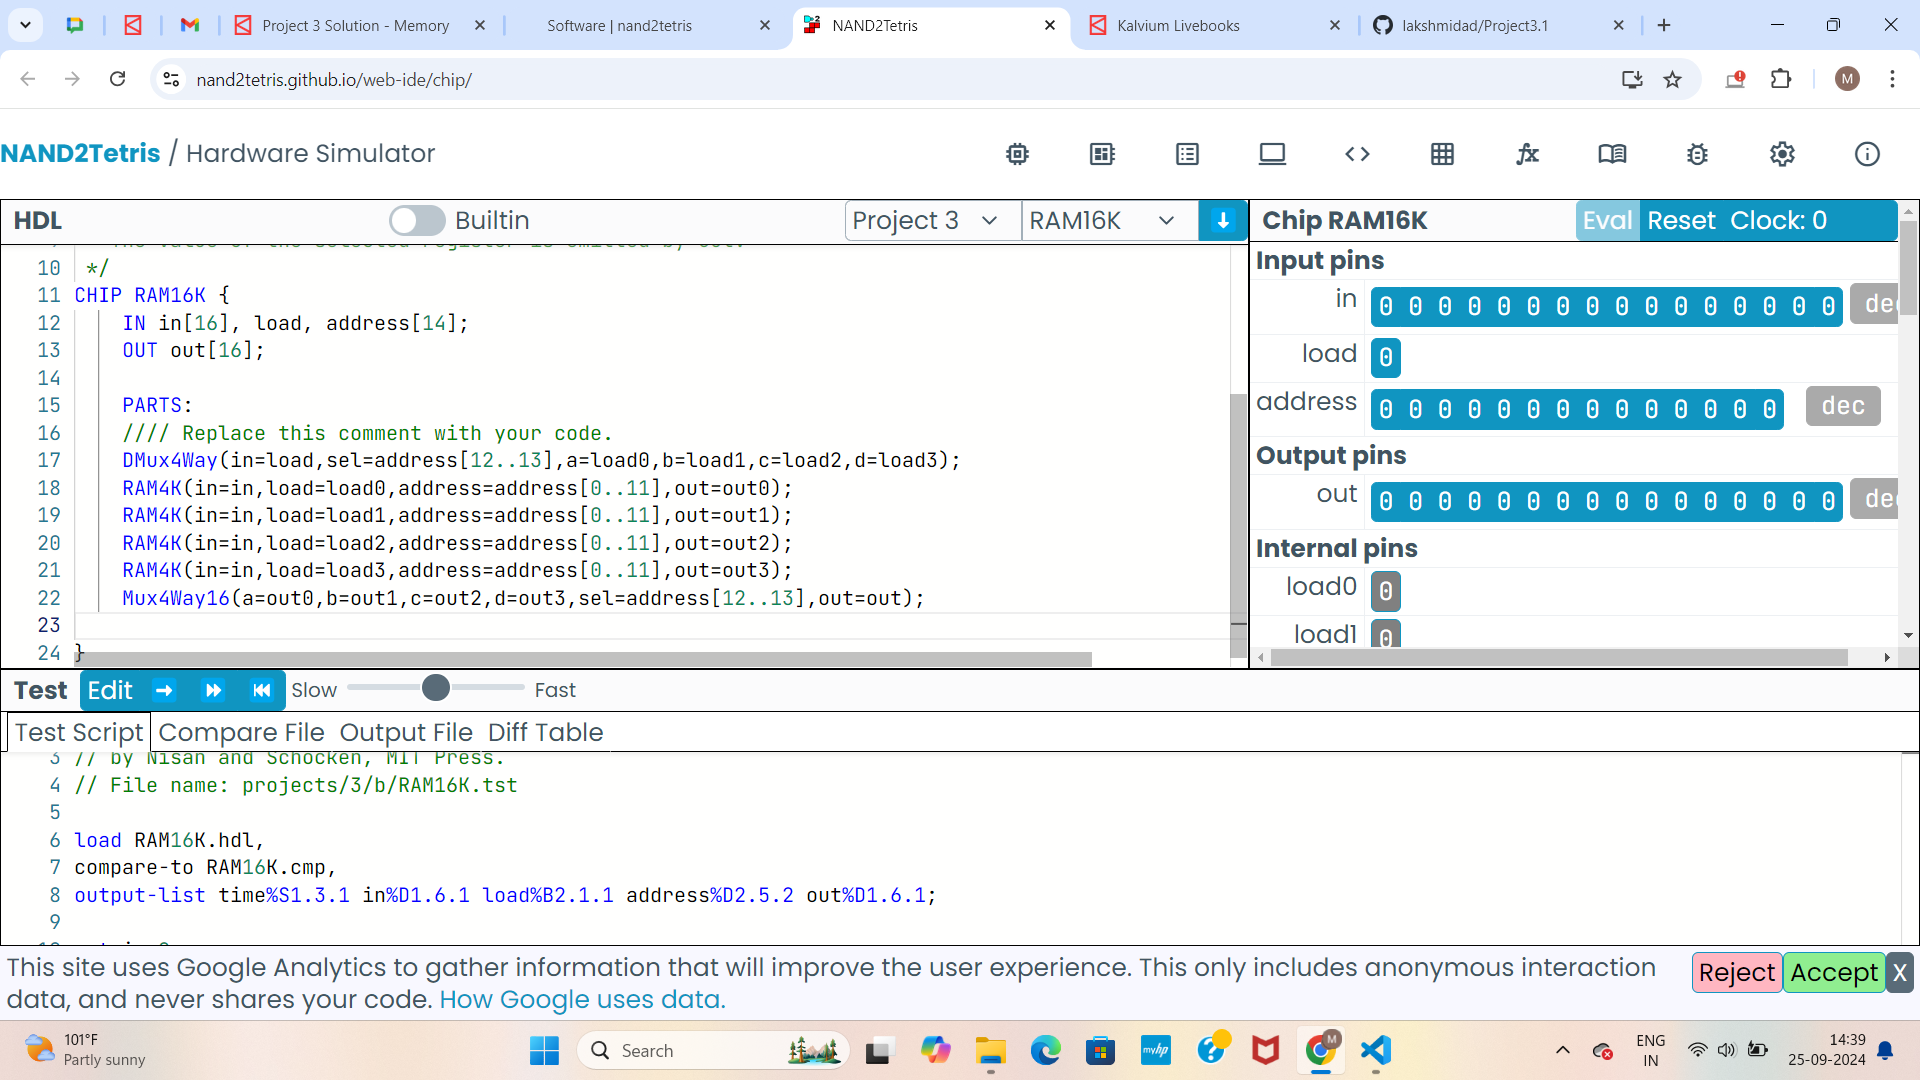 Project 3 Solution - Memory
Software | nand2tetris
NAND2Tetris
Kalvium Livebooks
lakshmidad/Project3.1
nand2tetris.github.io/web-ide/chip/
M
NAND2Tetris / Hardware Simulator
HDL
Builtin
Project 3
RAM16K
Chip RAM16K
Eval
Reset
Clock: 0
10 */
11 CHIP RAM16K {
12 IN in[16], load, address[14];
13 OUT out[16];
14
15 PARTS:
16 //// Replace this comment with your code.
17 DMux4Way(in=load,sel=address[12..13],a=load0,b=load1,c=load2,d=load3);
18 RAM4K(in=in,load=load0,address=address[0..11],out=out0);
19 RAM4K(in=in,load=load1,address=address[0..11],out=out1);
20 RAM4K(in=in,load=load2,address=address[0..11],out=out2);
21 RAM4K(in=in,load=load3,address=address[0..11],out=out3);
22 Mux4Way16(a=out0,b=out1,c=out2,d=out3,sel=address[12..13],out=out);
23
24 }
Input pins
in 0 0 0 0 0 0 0 0 0 0 0 0 0 0 0 0 dec
load 0
address 0 0 0 0 0 0 0 0 0 0 0 0 0 0 dec
Output pins
out 0 0 0 0 0 0 0 0 0 0 0 0 0 0 0 0 dec
Internal pins
load0 0
load1 0
Test Edit Slow Fast
Test Script Compare File Output File Diff Table
3 // by Nisan and Schocken, MIT Press.
4 // File name: projects/3/b/RAM16K.tst
5
6 load RAM16K.hdl,
7 compare-to RAM16K.cmp,
8 output-list time%S1.3.1 in%D1.6.1 load%B2.1.1 address%D2.5.2 out%D1.6.1;
9
This site uses Google Analytics to gather information that will improve the user experience. This only includes anonymous interaction
data, and never shares your code. How Google uses data.
Reject
Accept
X
101°F
Partly sunny
Search
myhp
M
ENG
IN
14:39
25-09-2024